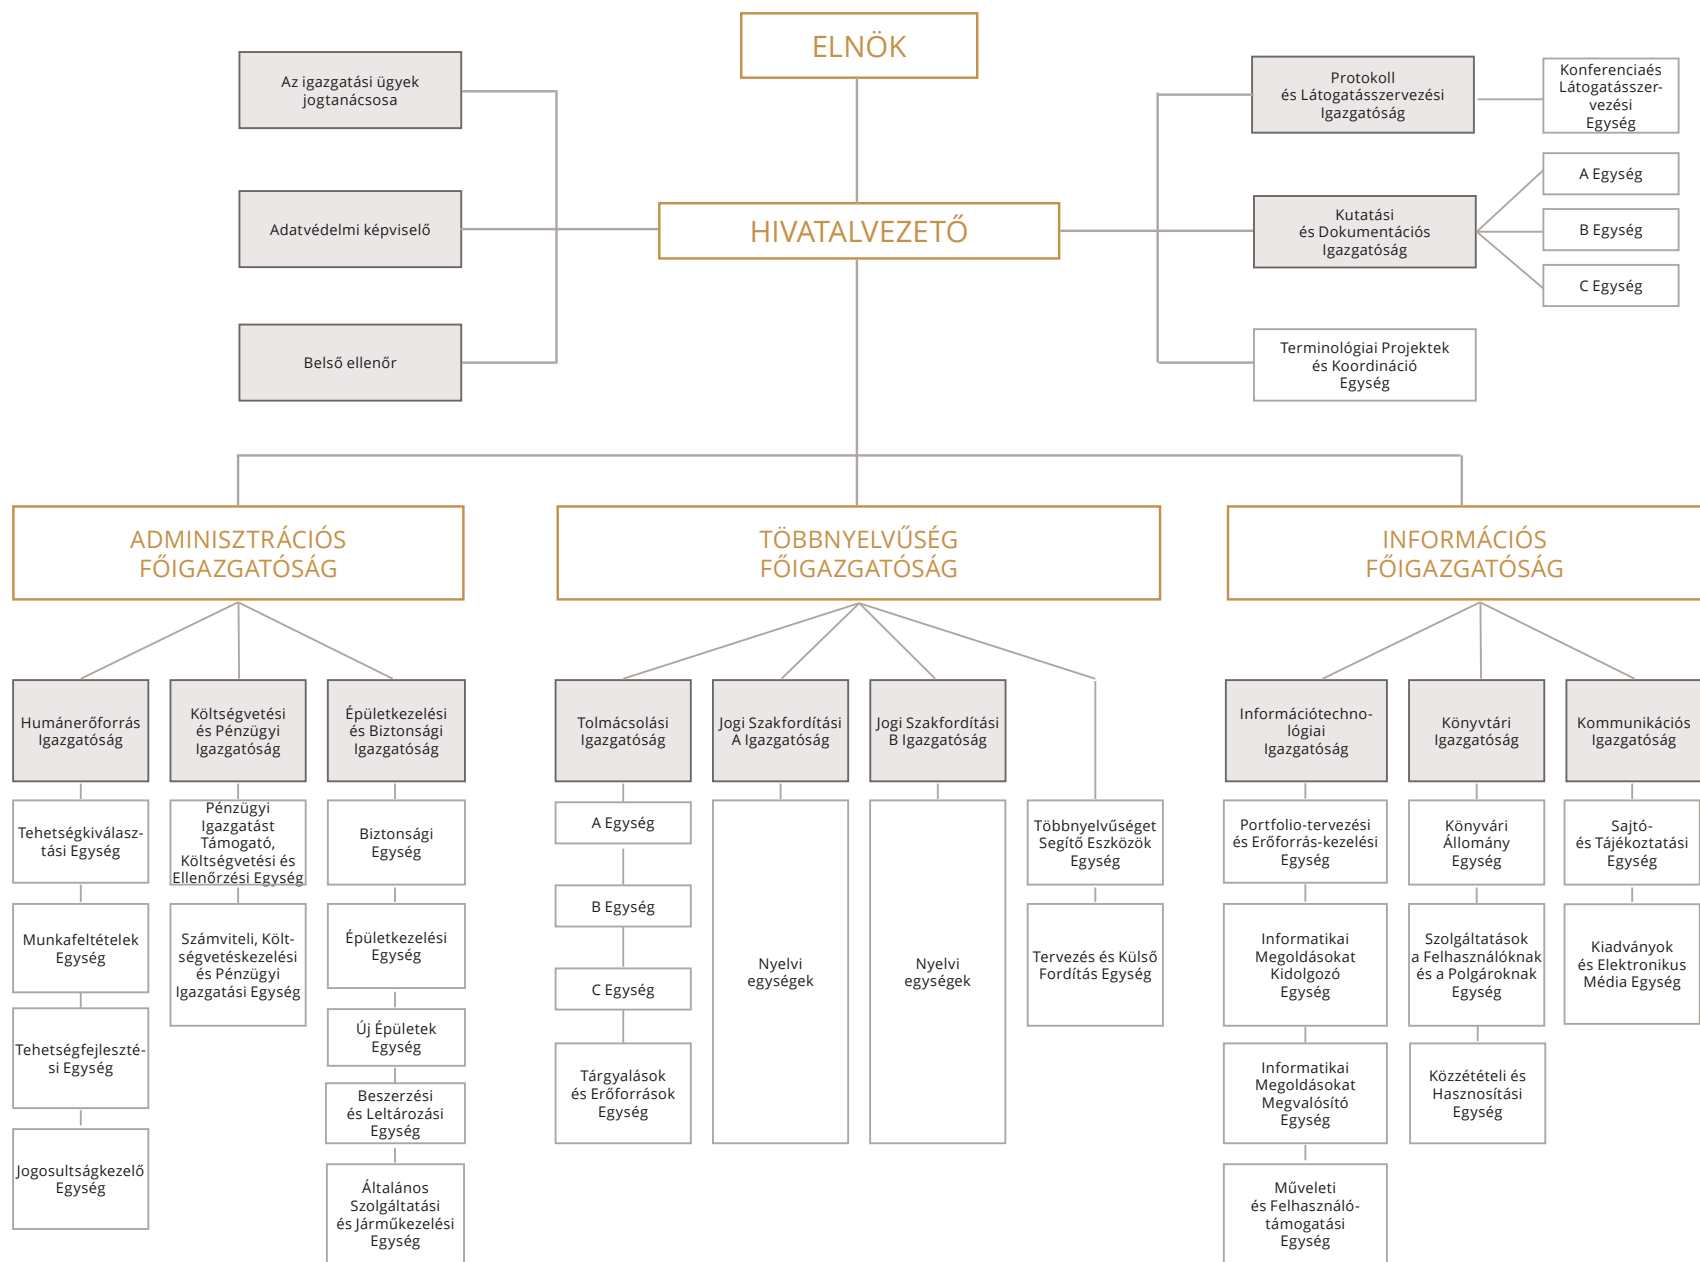 ELNÖK
Az igazgatási ügyek
jogtanácsosa
Adatvédelmi képviselő
Belső ellenőr
HIVATALVEZETŐ
Protokoll
és Látogatásszervezési
Igazgatóság
Konferenciaés
Látogatásszer-
vezési
Egység
Kutatási
és Dokumentációs
Igazgatóság
A Egység
B Egység
C Egység
Terminológiai Projektek
és Koordináció
Egység
ADMINISZTRÁCIÓS
FŐIGAZGATÓSÁG
TÖBBNYELVŰSÉG
FŐIGAZGATÓSÁG
INFORMÁCIÓS
FŐIGAZGATÓSÁG
Humánerőforrás
Igazgatóság
Tehetségkiválasz-
tási Egység
Munkafeltételek
Egység
Tehetségfejleszté-
si Egység
Jogosultságkezelő
Egység
Költségvetési
és Pénzügyi
Igazgatóság
Pénzügyi
Igazgatást
Támogató,
Költségvetési és
Ellenőrzési Egység
Számviteli, Költ-
ségvetéskezelési
és Pénzügyi
Igazgatási Egység
Épületkezelési
és Biztonsági
Igazgatóság
Biztonsági
Egység
Épületkezelési
Egység
Új Épületek
Egység
Beszerzési
és Leltározási
Egység
Általános
Szolgáltatási
és Járműkezelési
Egység
Tolmácsolási
Igazgatóság
A Egység
B Egység
C Egység
Tárgyalások
és Erőforrások
Egység
Jogi Szakfordítási
A Igazgatóság
Nyelvi
egységek
Jogi Szakfordítási
B Igazgatóság
Nyelvi
egységek
Többnyelvűséget
Segítő Eszközök
Egység
Tervezés és Külső
Fordítás Egység
Információtechno-
lógiai
Igazgatóság
Portfolio-tervezési
és Erőforrás-kezelési
Egység
Informatikai
Megoldásokat
Kidolgozó
Egység
Informatikai
Megoldásokat
Megvalósító
Egység
Műveleti
és Felhasználó-
támogatási
Egység
Könyvtári
Igazgatóság
Könyvári
Állomány
Egység
Szolgáltatások
a Felhasználóknak
és a Polgároknak
Egység
Közzétételi és
Hasznosítási
Egység
Kommunikációs
Igazgatóság
Sajtó-
és Tájékoztatási
Egység
Kiadványok
és Elektronikus
Média Egység